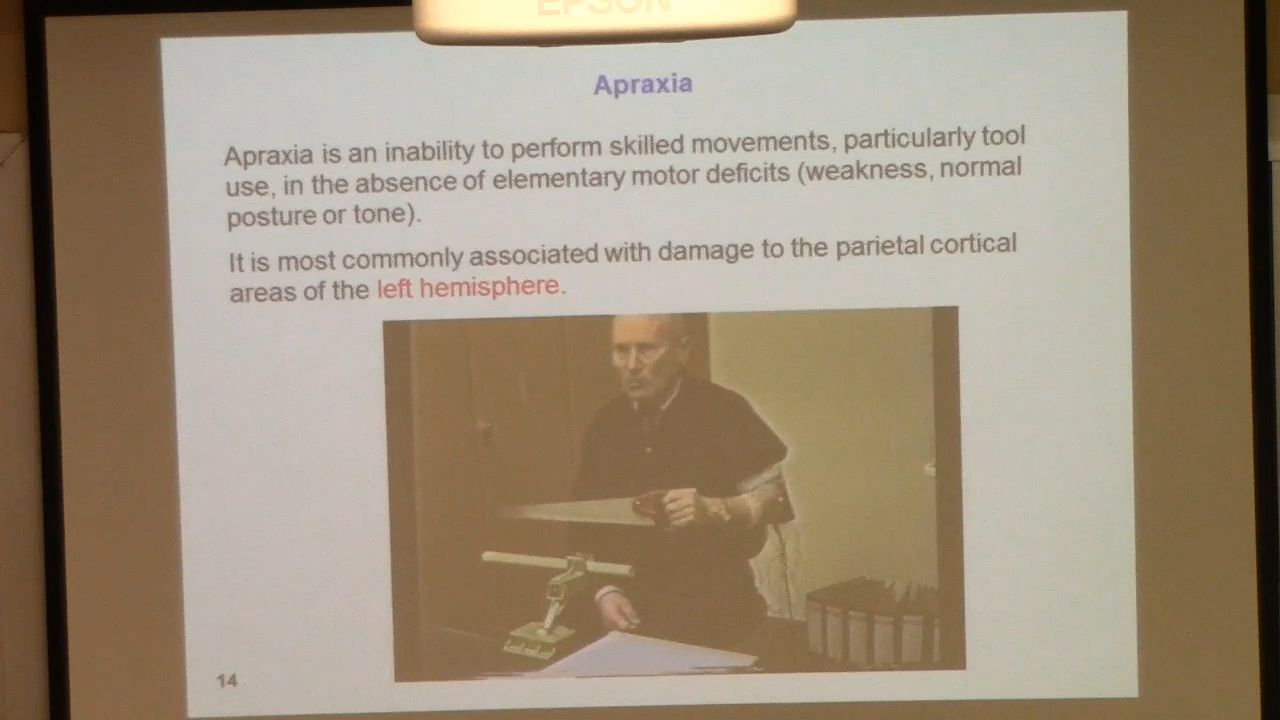 EPSON
Apraxia
Apraxia is an inability to perform skilled movements, particularly tool
use, in the absence of elementary motor deficits (weakness, normal
posture or tone).
It is most commonly associated with damage to the parietal cortical
areas of the left hemisphere.
14